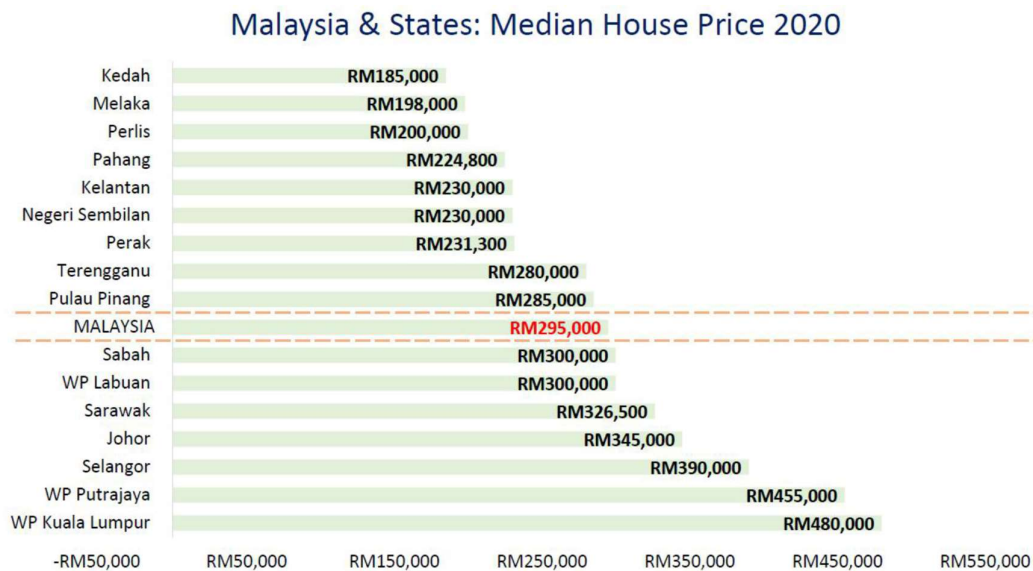 Malaysia & States: Median House Price 2020
Kedah RM185,000
Melaka RM198,000
Perlis RM200,000
Pahang RM224,800
Kelantan RM230,000
Negeri Sembilan RM230,000
Perak RM231,300
Terengganu RM280,000
Pulau Pinang RM285,000
MALAYSIA RM295,000
Sabah RM300,000
WP Labuan RM300,000
Sarawak RM326,500
Johor RM345,000
Selangor RM390,000
WP Putrajaya RM455,000
WP Kuala Lumpur RM480,000
-RM50,000 RM50,000 RM150,000 RM250,000 RM350,000 RM450,000 RM550,000